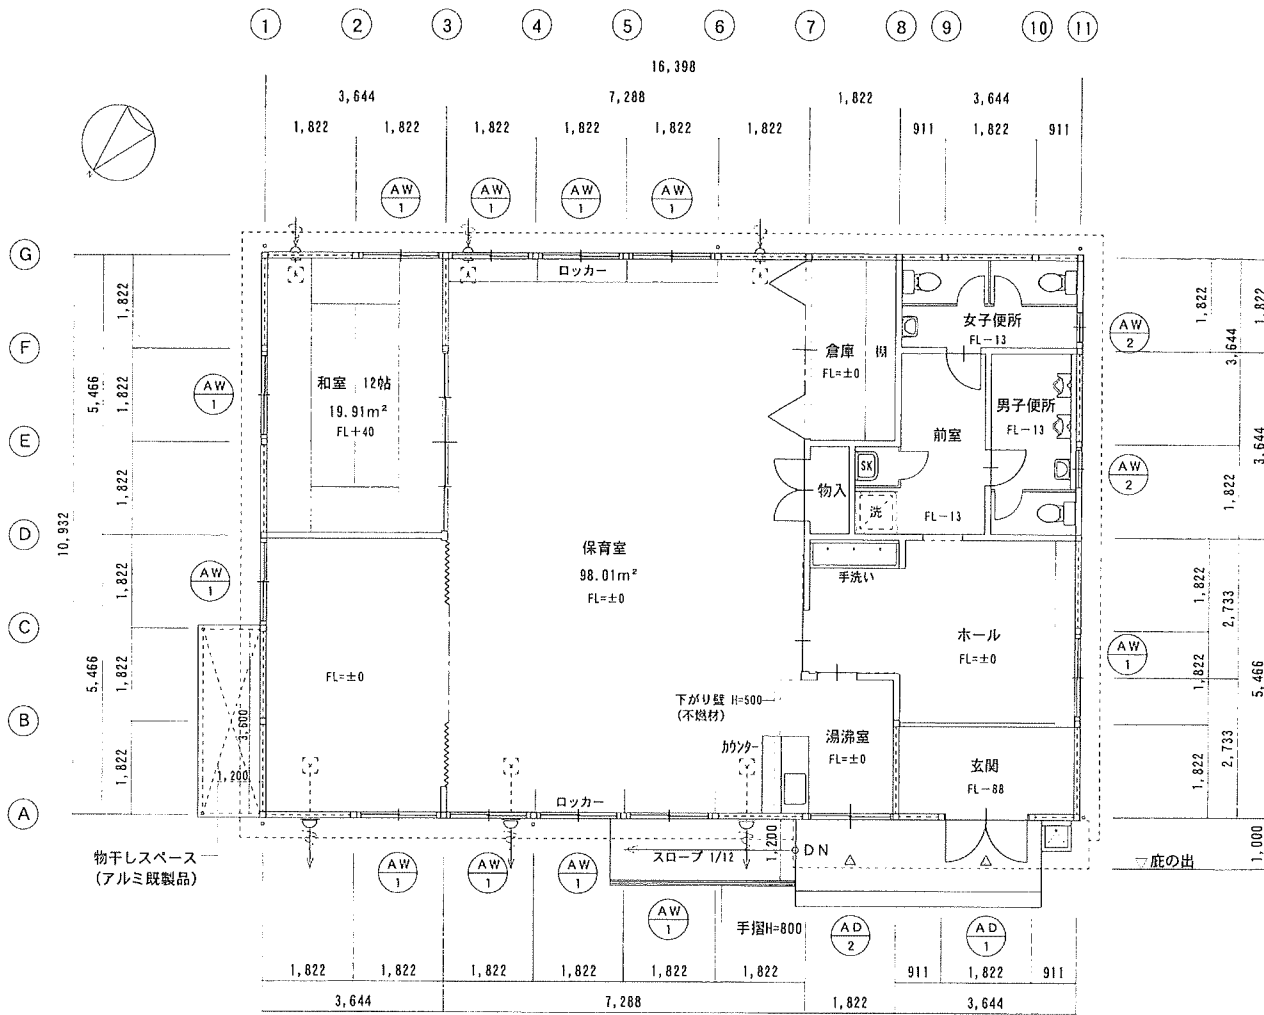 1 2 3 4 5 6 7 8 9 10 11
16,398
3,644 7,288 1,822 3,644
1,822 1,822 1,822 1,822 1,822 1,822 911 1,822 911
AW 1 AW 1 AW 1 AW 1
G
F
E
D
C
B
A
1,822
1,822
1,822
1,822
1,822
1,822
5,466
5,466
10,932
AW 1
AW 1
ロッカー
和室 12帖
19.91m²
FL+40
倉庫
FL=±0
棚
女子便所
FL-13
男子便所
FL-13
前室
FL-13
SK
洗
物入
保育室
98.01m²
FL=±0
手洗い
ホール
FL=±0
FL=±0
下がり壁 H=500
(不燃材)
カウンター
湯沸室
FL=±0
玄関
FL-88
ロッカー
3,600
1,200
物干しスペース
(アルミ既製品)
スロープ 1/12
1,200
DN
手摺H=800
庇の出
AW 2
AW 2
AW 1
1,822
1,822
3,644
3,644
1,822
1,822
1,822
1,822
2,733
2,733
5,466
1,000
AW 1 AW 1 AW 1 AW 1 AD 2 AD 1
1,822 1,822 1,822 1,822 1,822 1,822 911 1,822 911
3,644 7,288 1,822 3,644